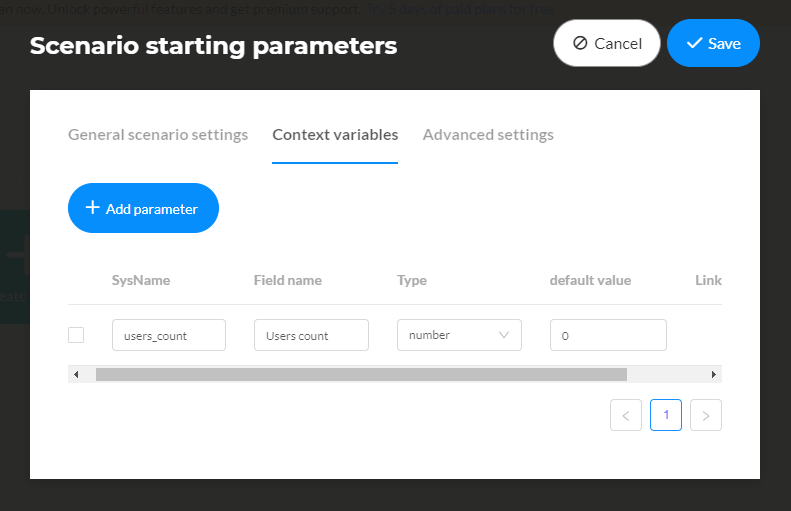 an now. Unlock powerful features and get premium support. Try 5 days of paid plans for free
Scenario starting parameters
Cancel
Save
General scenario settings
Context variables
Advanced settings
Add parameter
SysName
Field name
Type
default value
Link
users_count
Users count
number
0
1